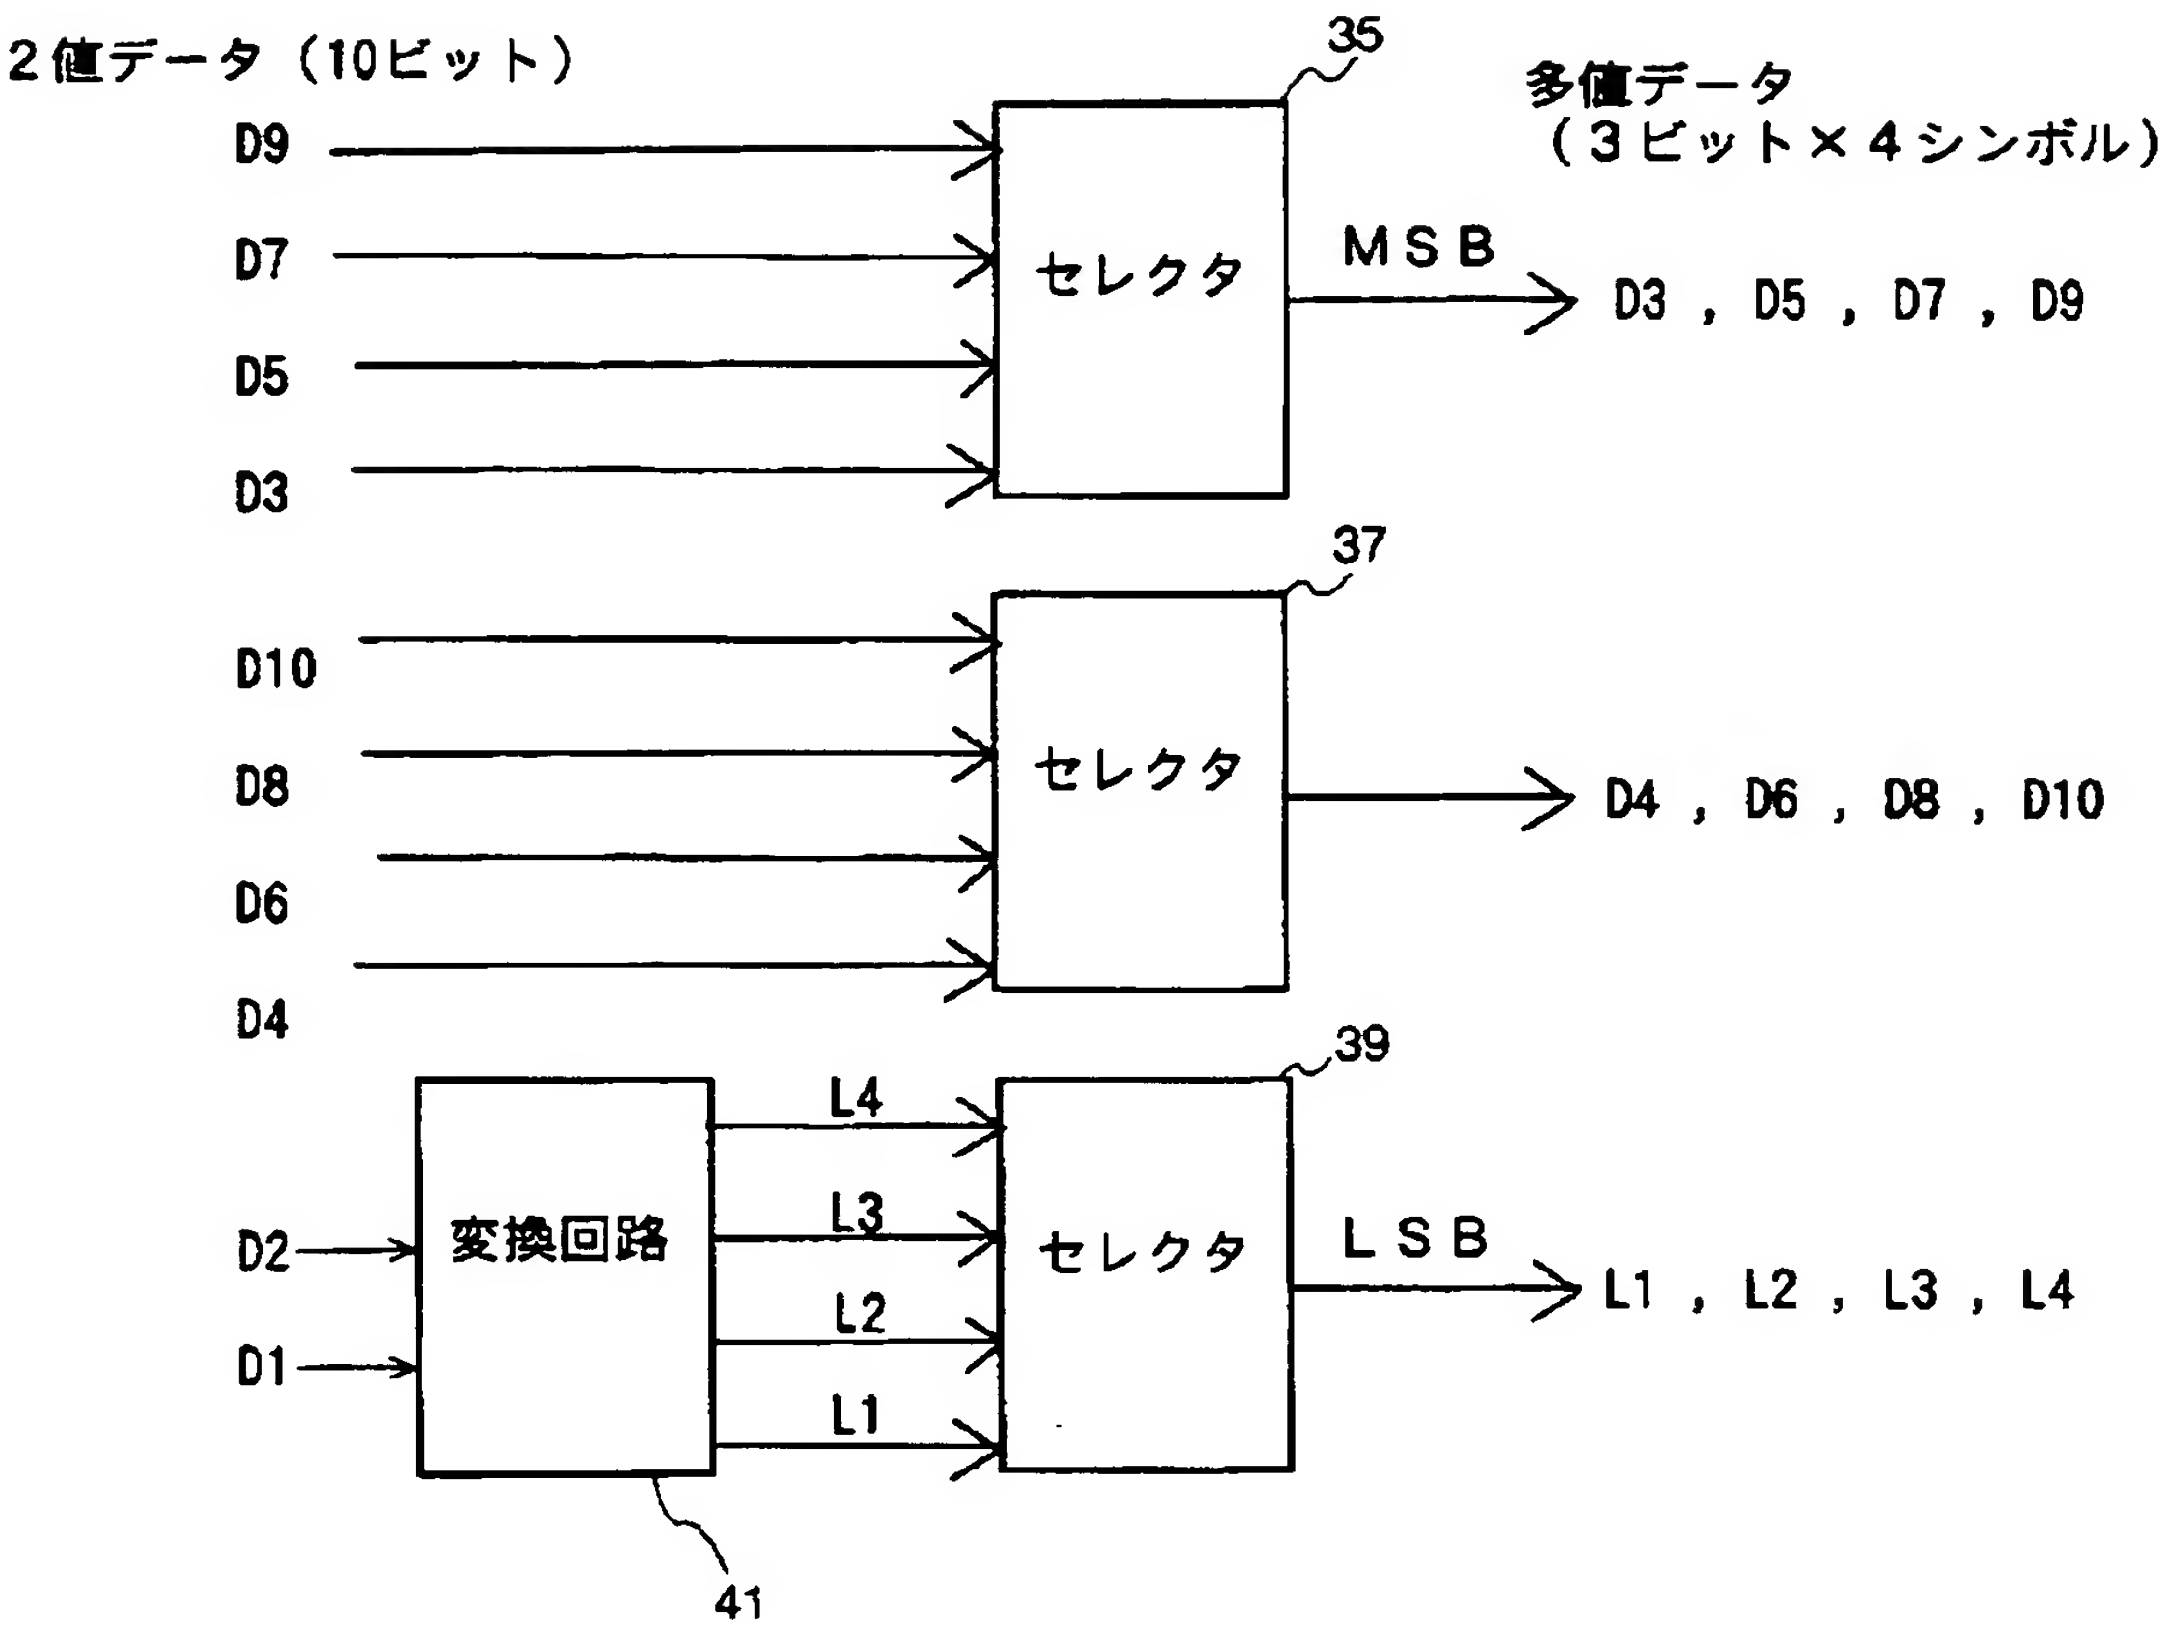 2値データ（10ビット）
35
多値データ
（3ビット×4シンボル）
D9
D7
D5
D3
セレクタ
MSB
D3 , D5 , D7 , D9
37
D10
D8
D6
D4
セレクタ
D4 , D6 , D8 , D10
39
D2
D1
変換回路
L4
L3
L2
L1
セレクタ
LSB
L1 , L2 , L3 , L4
41